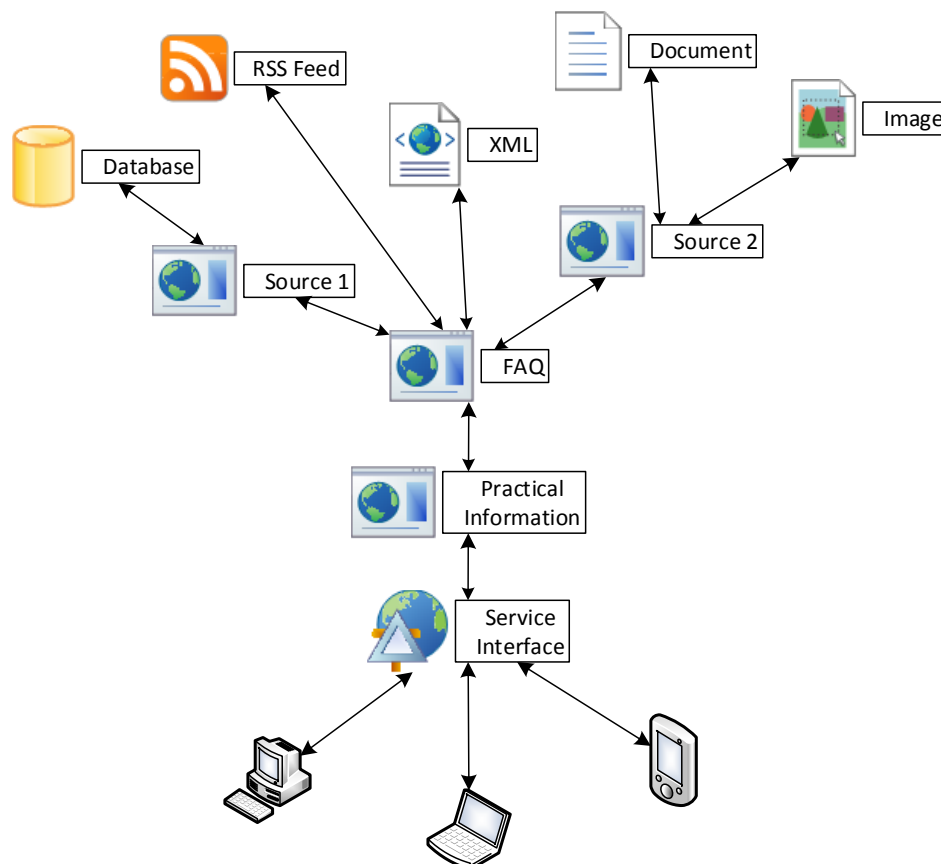 Document
RSS Feed
Image
XML
Database
Source 2
Source 1
FAQ
Practical
Information
Service
Interface